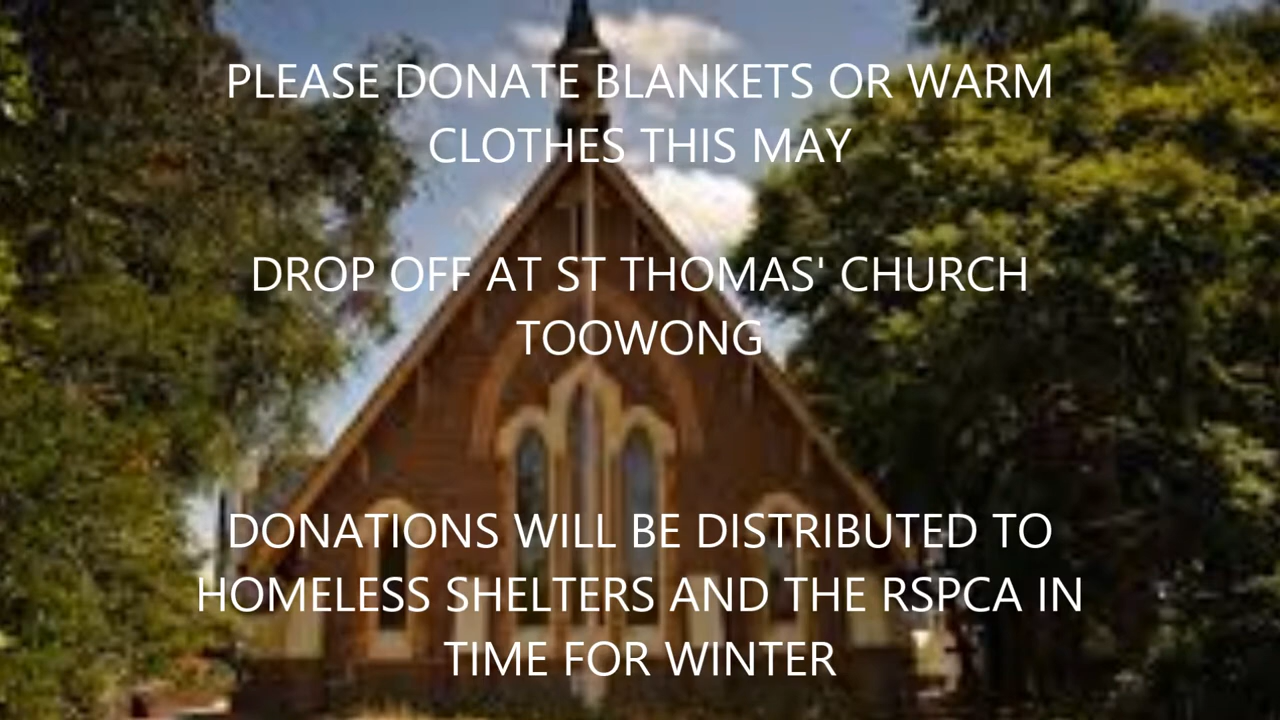 PLEASE DONATE BLANKETS OR WARM
CLOTHES THIS MAY
DROP OFF AT ST THOMAS' CHURCH
TOOWONG
DONATIONS WILL BE DISTRIBUTED TO
HOMELESS SHELTERS AND THE RSPCA IN
TIME FOR WINTER